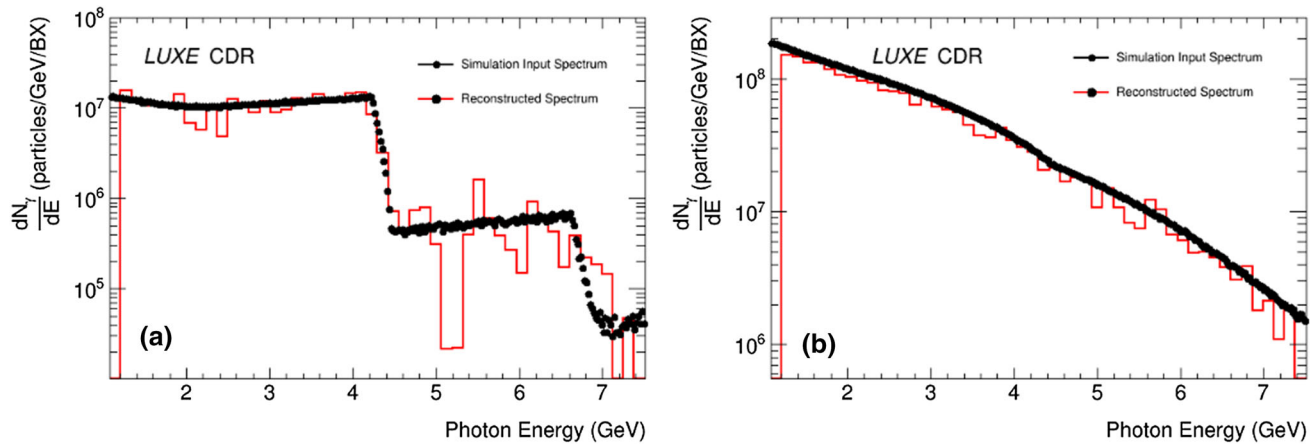 LUXE CDR
Simulation Input Spectrum
Reconstructed Spectrum
dNγ/dE (particles/GeV/BX)
10⁸
10⁷
10⁶
10⁵
(a)
2 3 4 5 6 7
Photon Energy (GeV)
LUXE CDR
Simulation Input Spectrum
Reconstructed Spectrum
dNγ/dE (particles/GeV/BX)
10⁸
10⁷
10⁶
(b)
2 3 4 5 6 7
Photon Energy (GeV)